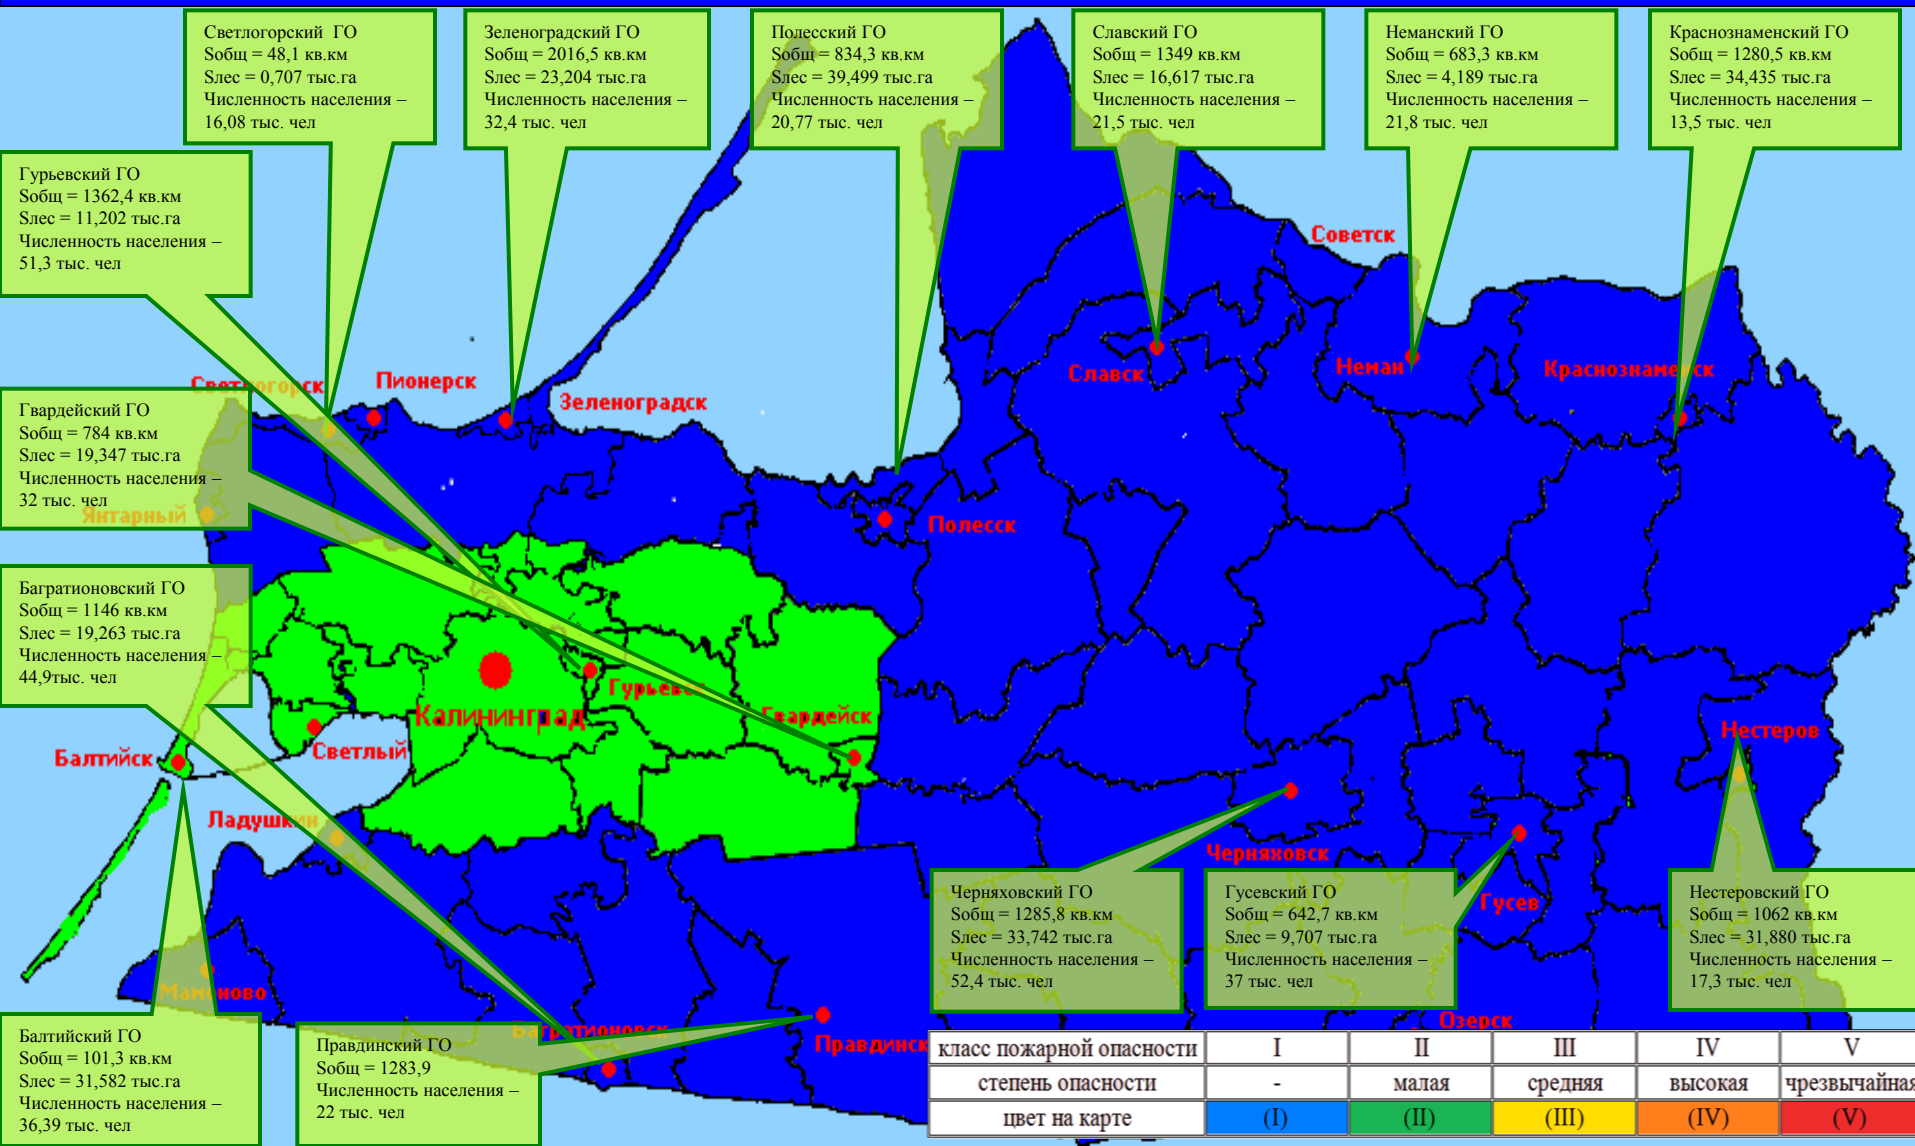 Светлогорский ГО
Sобщ = 48,1 кв.км
Sлес = 0,707 тыс.га
Численность населения –
16,08 тыс. чел
Зеленоградский ГО
Sобщ = 2016,5 кв.км
Sлес = 23,204 тыс.га
Численность населения –
32,4 тыс. чел
Полесский ГО
Sобщ = 834,3 кв.км
Sлес = 39,499 тыс.га
Численность населения –
20,77 тыс. чел
Славский ГО
Sобщ = 1349 кв.км
Sлес = 16,617 тыс.га
Численность населения –
21,5 тыс. чел
Неманский ГО
Sобщ = 683,3 кв.км
Sлес = 4,189 тыс.га
Численность населения –
21,8 тыс. чел
Краснознаменский ГО
Sобщ = 1280,5 кв.км
Sлес = 34,435 тыс.га
Численность населения –
13,5 тыс. чел
Гурьевский ГО
Sобщ = 1362,4 кв.км
Sлес = 11,202 тыс.га
Численность населения –
51,3 тыс. чел
Советск
Светлогорск
Пионерск
Зеленоградск
Славск
Неман
Краснознаменск
Гвардейский ГО
Sобщ = 784 кв.км
Sлес = 19,347 тыс.га
Численность населения –
32 тыс. чел
Янтарный
Полесск
Багратионовский ГО
Sобщ = 1146 кв.км
Sлес = 19,263 тыс.га
Численность населения –
44,9тыс. чел
Гурьевск
Калининград
Гвардейск
Нестеров
Балтийск
Светлый
Ладушкин
Черняховск
Гусев
Мамоново
Черняховский ГО
Sобщ = 1285,8 кв.км
Sлес = 33,742 тыс.га
Численность населения –
52,4 тыс. чел
Гусевский ГО
Sобщ = 642,7 кв.км
Sлес = 9,707 тыс.га
Численность населения –
37 тыс. чел
Нестеровский ГО
Sобщ = 1062 кв.км
Sлес = 31,880 тыс.га
Численность населения –
17,3 тыс. чел
Балтийский ГО
Sобщ = 101,3 кв.км
Sлес = 31,582 тыс.га
Численность населения –
36,39 тыс. чел
Правдинский ГО
Sобщ = 1283,9
Численность населения –
22 тыс. чел
Багратионовск
Правдинск
Озерск
класс пожарной опасности I II III IV V
степень опасности - малая средняя высокая чрезвычайная
цвет на карте (I) (II) (III) (IV) (V)